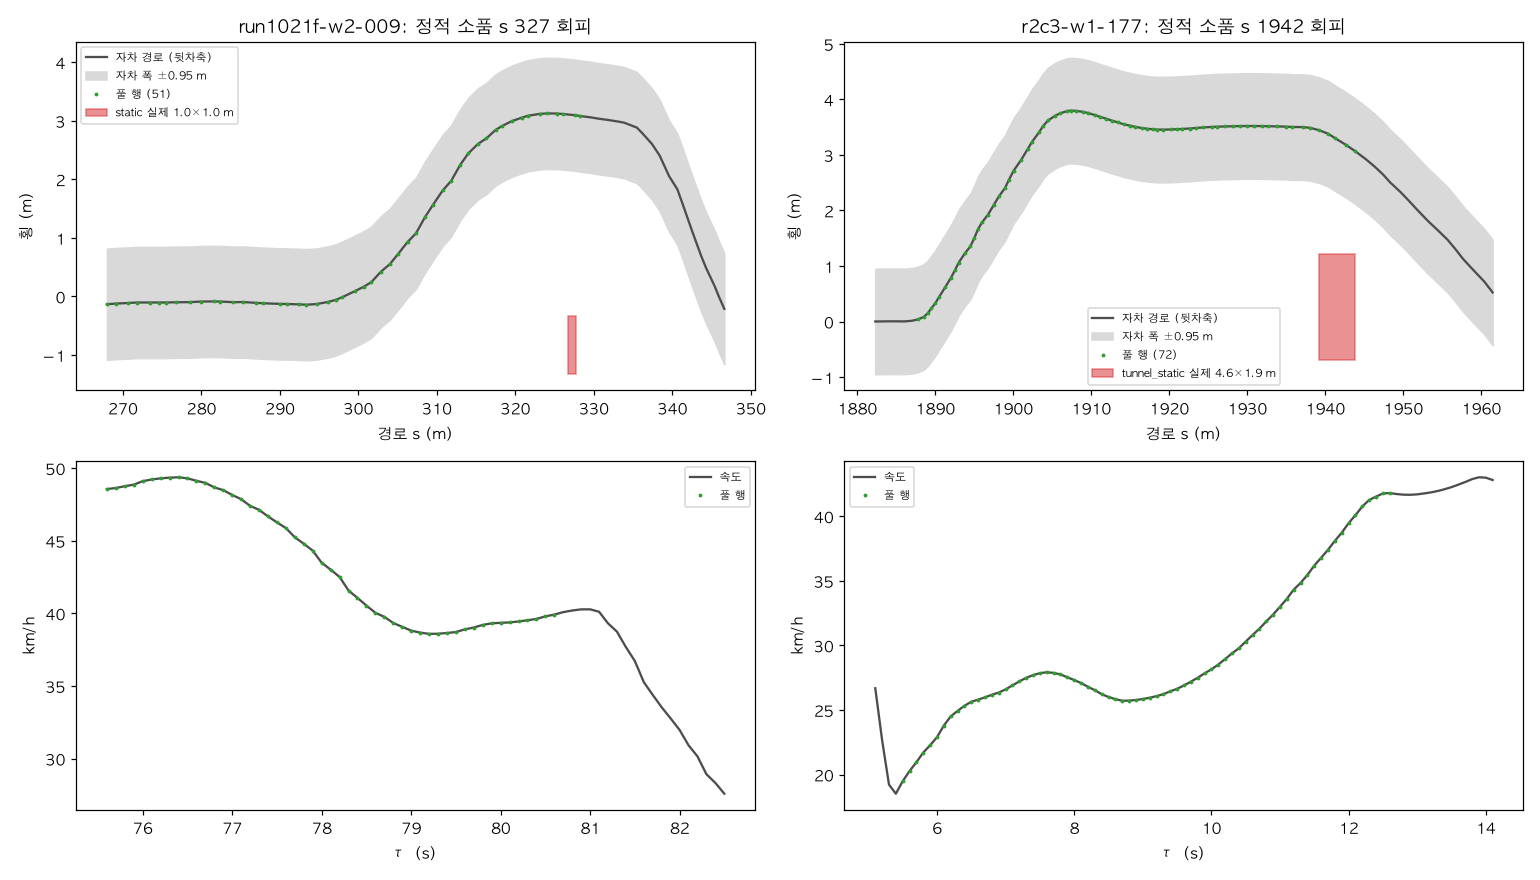 run1021f-w2-009: 정적 소품 s 327 회피
횡 (m)
4
3
2
1
0
−1
자차 경로 (뒷차축)
자차 폭 ±0.95 m
풀 행 (51)
static 실제 1.0×1.0 m
270 280 290 300 310 320 330 340 350
경로 s (m)
r2c3-w1-177: 정적 소품 s 1942 회피
횡 (m)
5
4
3
2
1
0
−1
자차 경로 (뒷차축)
자차 폭 ±0.95 m
풀 행 (72)
tunnel_static 실제 4.6×1.9 m
1880 1890 1900 1910 1920 1930 1940 1950 1960
경로 s (m)
km/h
50
45
40
35
30
속도
풀 행
76 77 78 79 80 81 82
τ (s)
km/h
40
35
30
25
20
속도
풀 행
6 8 10 12 14
τ (s)